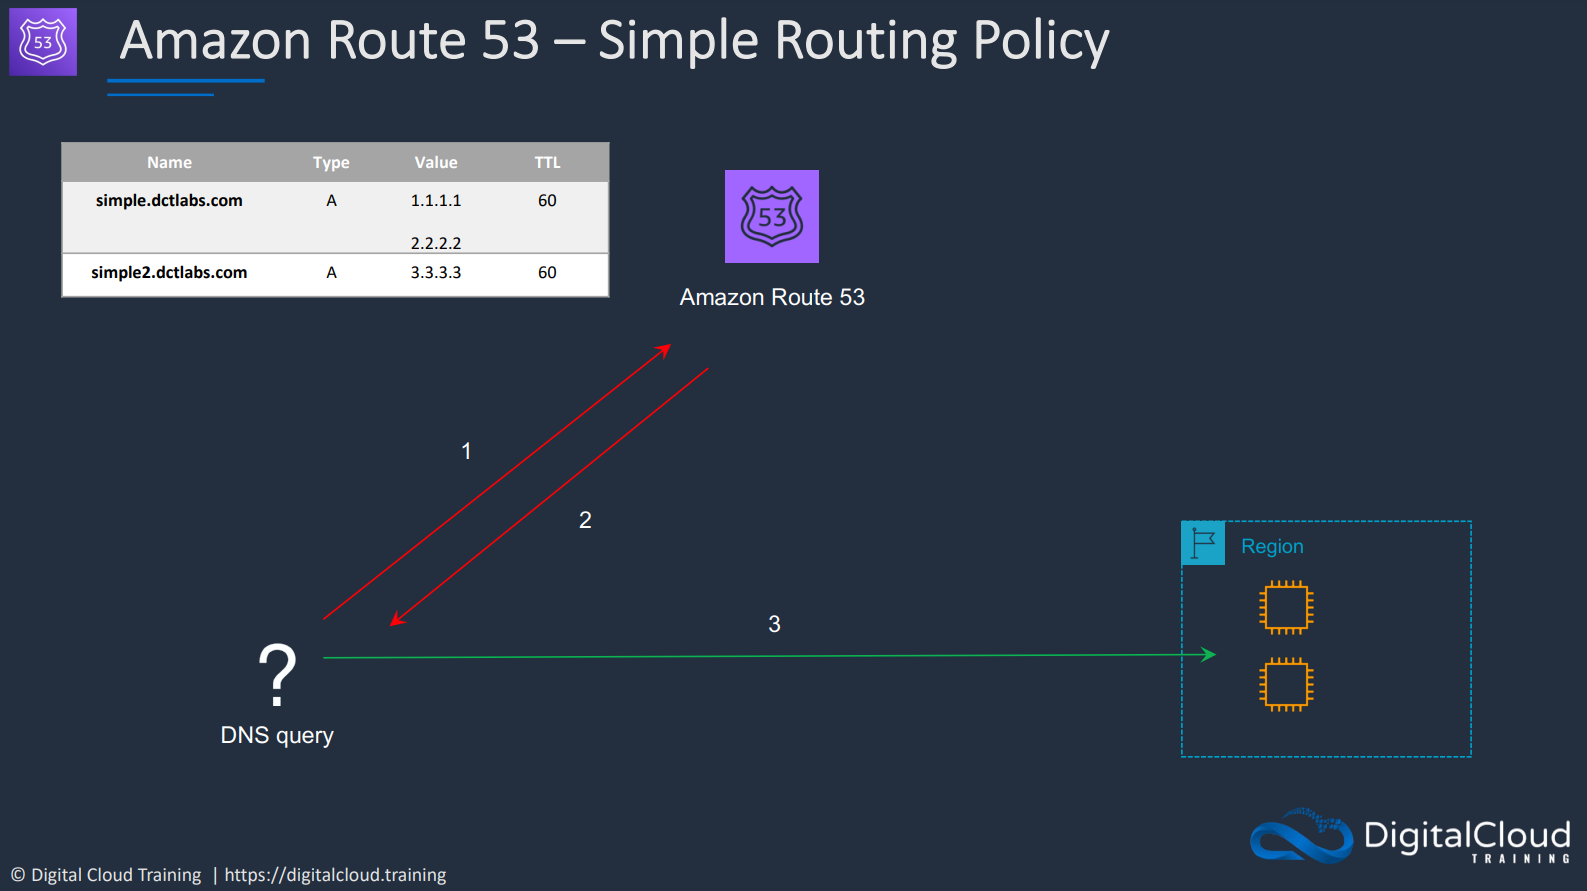 53
Amazon Route 53 – Simple Routing Policy
Name Type Value TTL
simple.dctlabs.com A 1.1.1.1 60
2.2.2.2
simple2.dctlabs.com A 3.3.3.3 60
53
Amazon Route 53
1
2
3
Region
?
DNS query
DigitalCloud
TRAINING
© Digital Cloud Training | https://digitalcloud.training